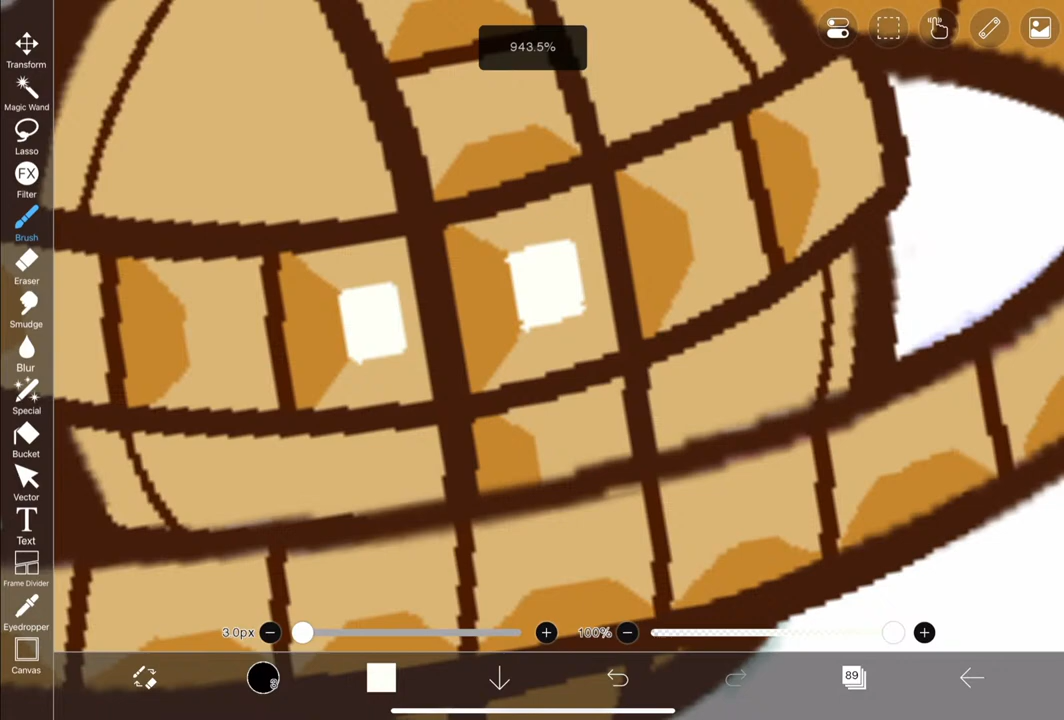 943.5%
Transform
Magic Wand
Lasso
FX
Filter
Brush
Eraser
Smudge
Blur
Special
Bucket
Vector
T
Text
Frame Divider
Eyedropper
Canvas
3.0px
100%
8
89